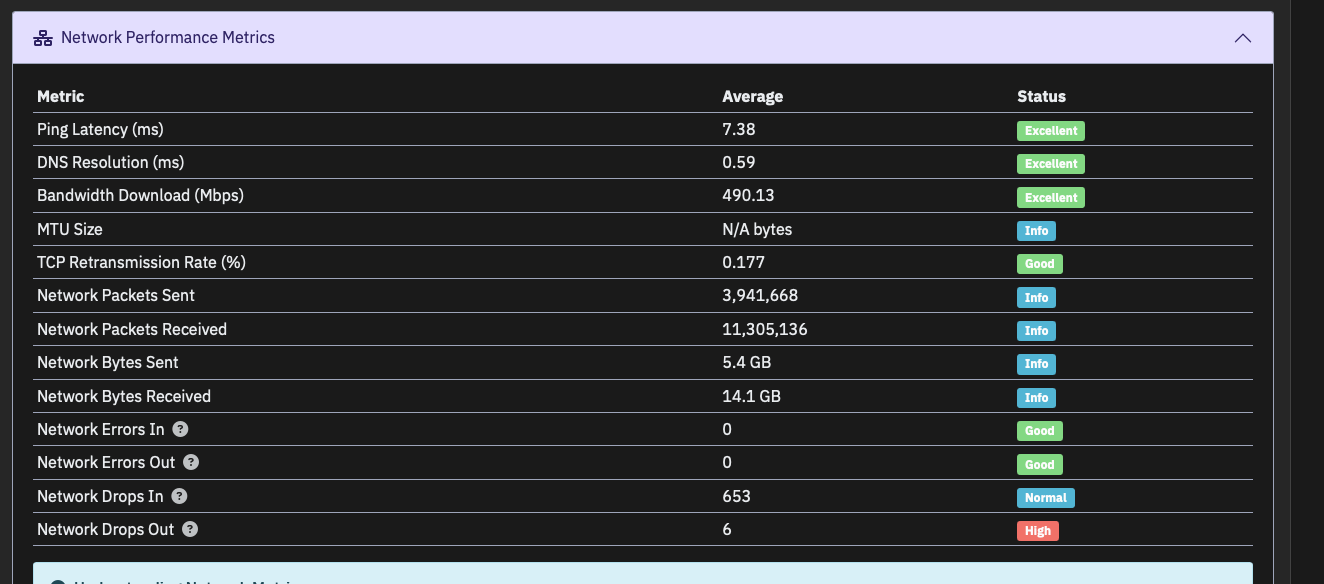 Network Performance Metrics
Metric Average Status
Ping Latency (ms) 7.38 Excellent
DNS Resolution (ms) 0.59 Excellent
Bandwidth Download (Mbps) 490.13 Excellent
MTU Size N/A bytes Info
TCP Retransmission Rate (%) 0.177 Good
Network Packets Sent 3,941,668 Info
Network Packets Received 11,305,136 Info
Network Bytes Sent 5.4 GB Info
Network Bytes Received 14.1 GB Info
Network Errors In ? 0 Good
Network Errors Out ? 0 Good
Network Drops In ? 653 Normal
Network Drops Out ? 6 High